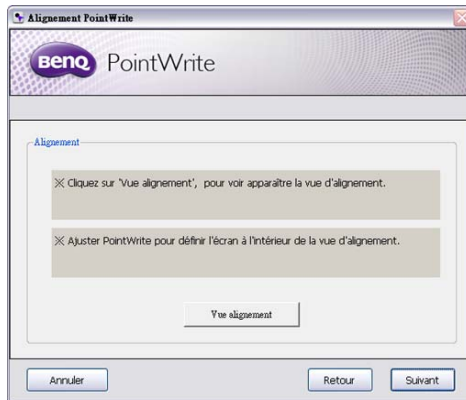 Alignement PointWrite
BenQ PointWrite
Alignement
※ Cliquez sur 'Vue alignement', pour voir apparaître la vue d'alignement.
※ Ajuster PointWrite pour définir l'écran à l'intérieur de la vue d'alignement.
Vue alignement
Annuler
Retour
Suivant